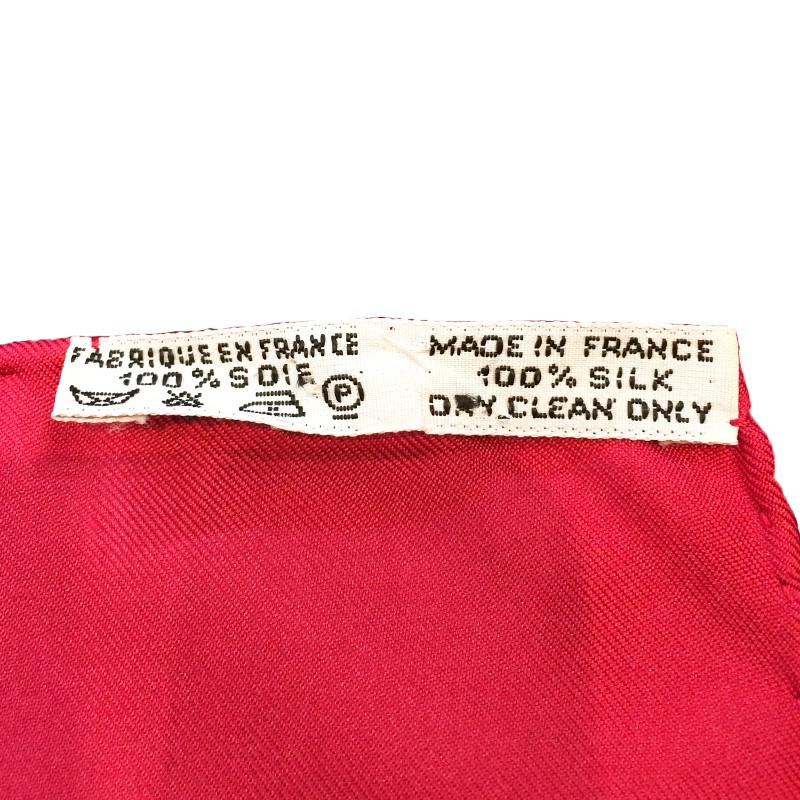 FABRIQUE EN FRANCE
100% SOIE
P
MADE IN FRANCE
100% SILK
DRY CLEAN ONLY